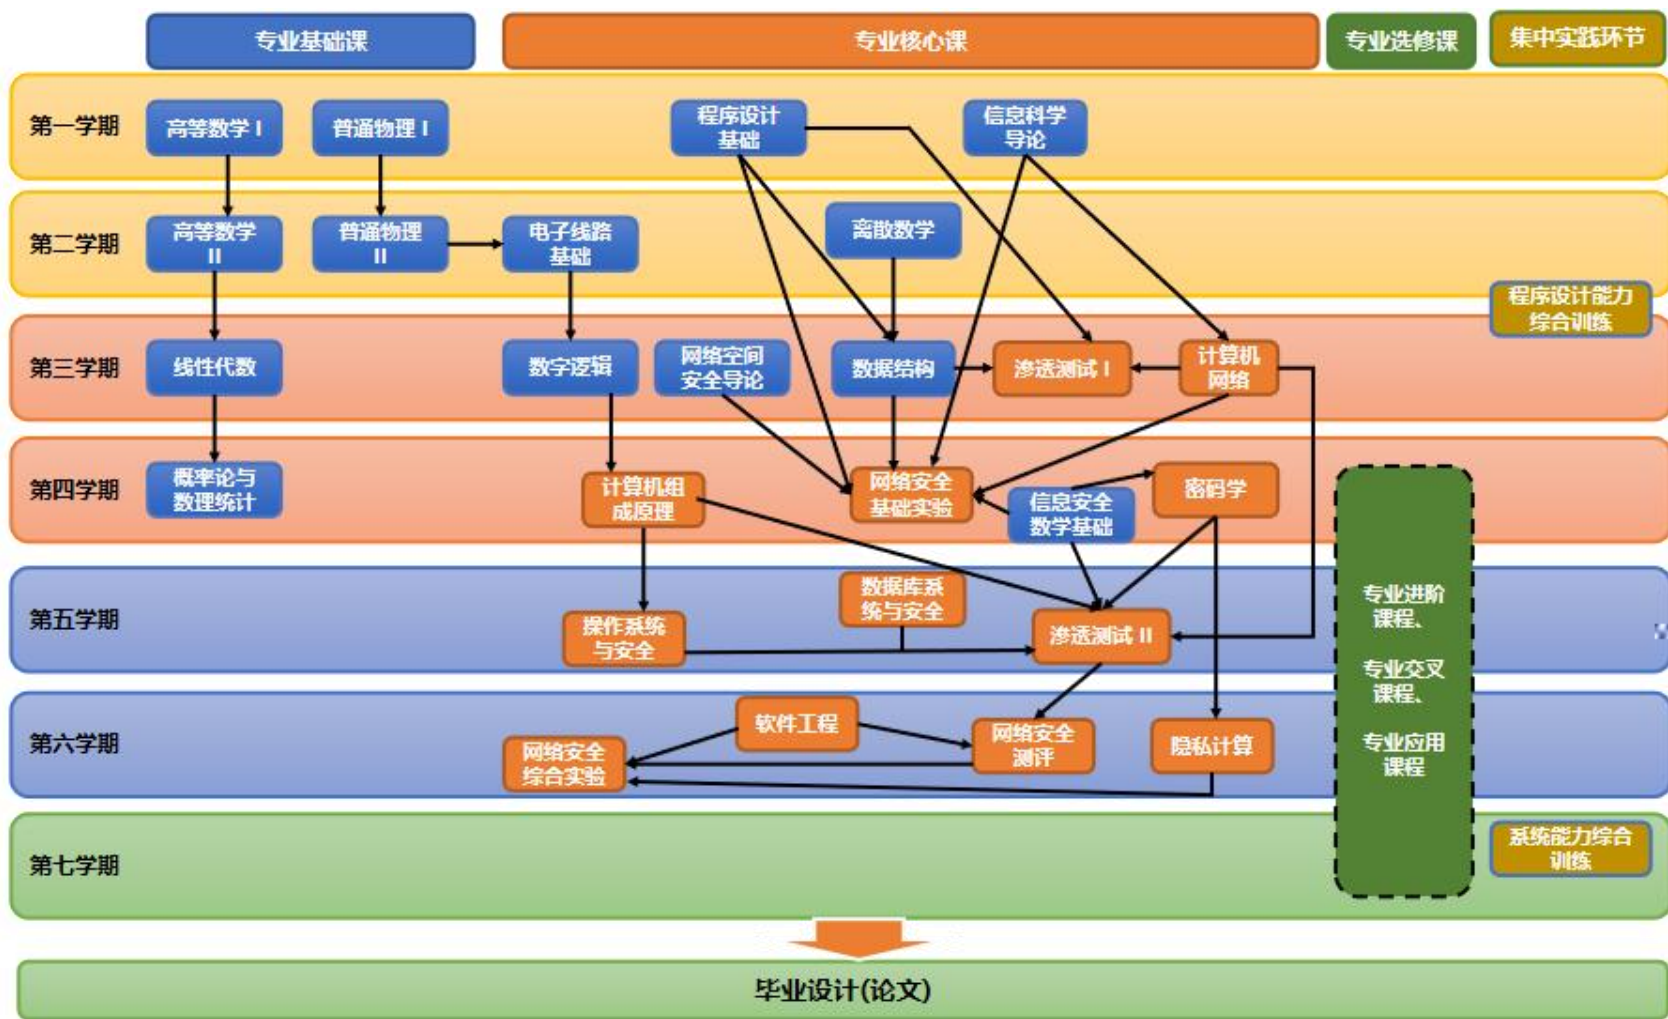 专业基础课
专业核心课
专业选修课
集中实践环节
第一学期
高等数学 I
普通物理 I
程序设计
基础
信息科学
导论
第二学期
高等数学
II
普通物理
II
电子线路
基础
离散数学
程序设计能力
综合训练
第三学期
线性代数
数字逻辑
网络空间
安全导论
数据结构
渗透测试 I
计算机
网络
第四学期
概率论与
数理统计
计算机组
成原理
网络安全
基础实验
信息安全
数学基础
密码学
第五学期
操作系统
与安全
数据库系
统与安全
渗透测试 II
专业进阶
课程、
专业交叉
课程、
专业应用
课程
第六学期
网络安全
综合实验
软件工程
网络安全
测评
隐私计算
第七学期
系统能力综合
训练
毕业设计(论文)